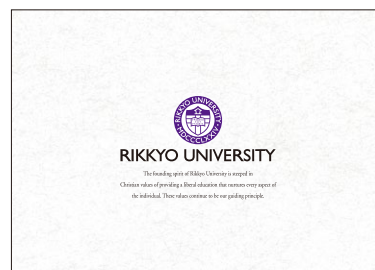 RIKKYO UNIVERSITY
MDCCCLXXIV
RIKKYO UNIVERSITY
The founding spirit of Rikkyo University is steeped in
Christian values of providing a liberal education that nurtures every aspect of
the individual. These values continue to be our guiding principle.